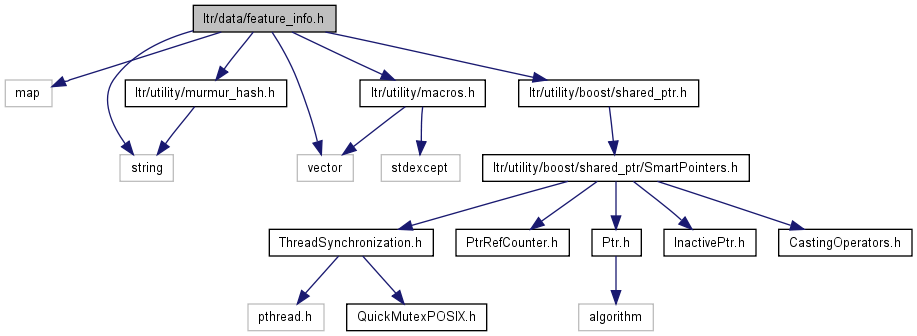 ltr/data/feature_info.h
map
ltr/utility/murmur_hash.h
ltr/utility/macros.h
ltr/utility/boost/shared_ptr.h
string
vector
stdexcept
ltr/utility/boost/shared_ptr/SmartPointers.h
ThreadSynchronization.h
PtrRefCounter.h
Ptr.h
InactivePtr.h
CastingOperators.h
pthread.h
QuickMutexPOSIX.h
algorithm